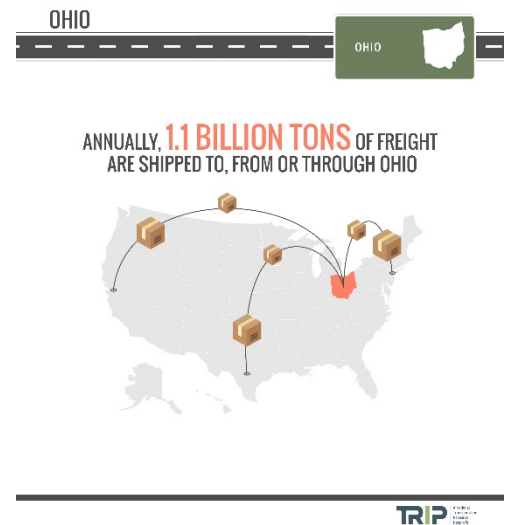 OHIO
OHIO
ANNUALLY, 1.1 BILLION TONS OF FREIGHT
ARE SHIPPED TO, FROM OR THROUGH OHIO
TRIP